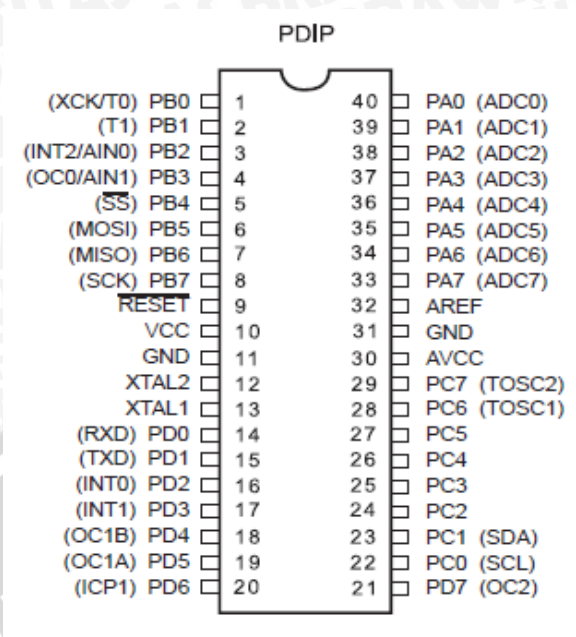 PDIP
(XCK/T0) PB0 1 40 PA0 (ADC0)
(T1) PB1 2 39 PA1 (ADC1)
(INT2/AIN0) PB2 3 38 PA2 (ADC2)
(OC0/AIN1) PB3 4 37 PA3 (ADC3)
(SS) PB4 5 36 PA4 (ADC4)
(MOSI) PB5 6 35 PA5 (ADC5)
(MISO) PB6 7 34 PA6 (ADC6)
(SCK) PB7 8 33 PA7 (ADC7)
RESET 9 32 AREF
VCC 10 31 GND
GND 11 30 AVCC
XTAL2 12 29 PC7 (TOSC2)
XTAL1 13 28 PC6 (TOSC1)
(RXD) PD0 14 27 PC5
(TXD) PD1 15 26 PC4
(INT0) PD2 16 25 PC3
(INT1) PD3 17 24 PC2
(OC1B) PD4 18 23 PC1 (SDA)
(OC1A) PD5 19 22 PC0 (SCL)
(ICP1) PD6 20 21 PD7 (OC2)